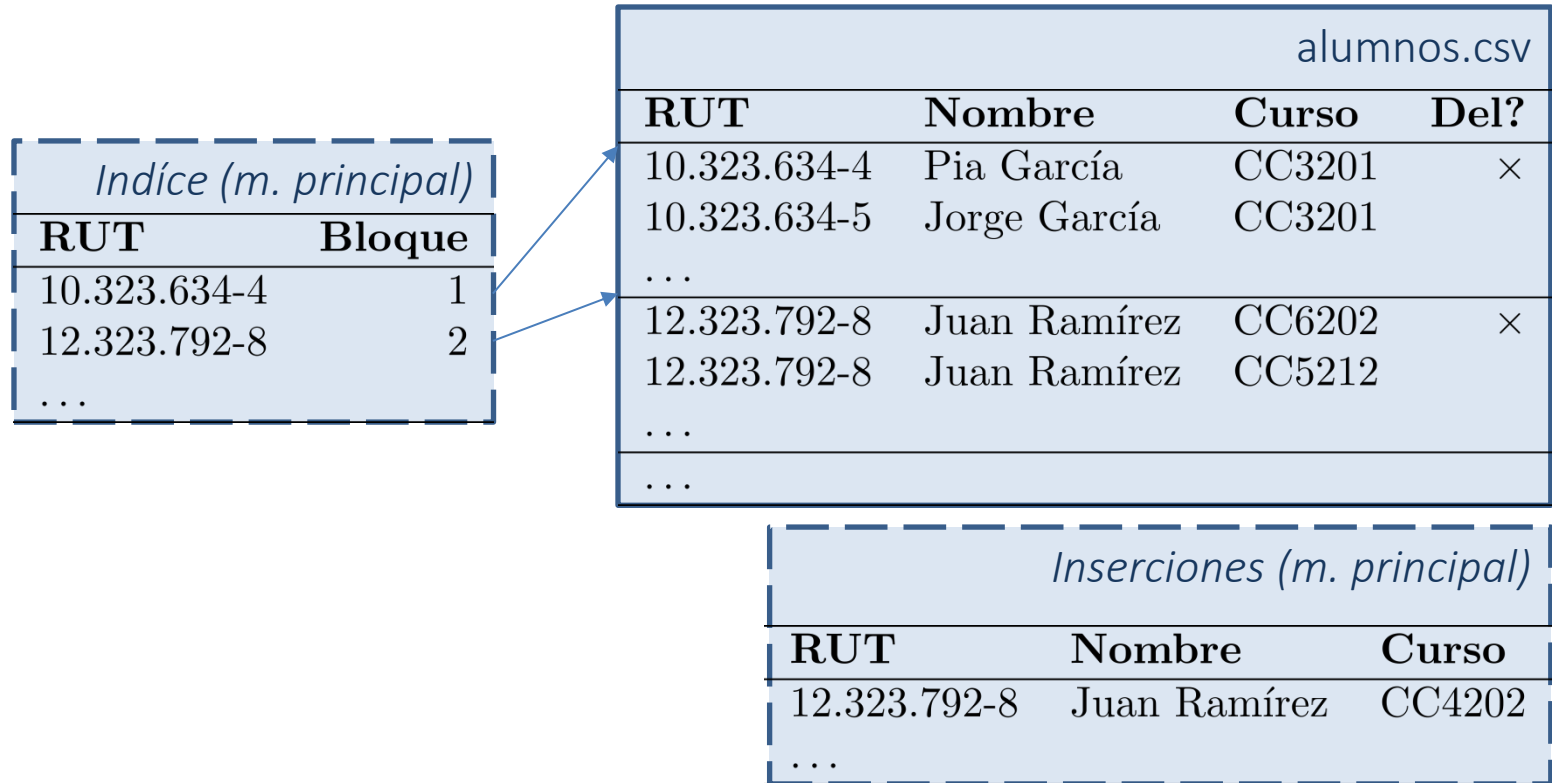 Indíce (m. principal)
RUT Bloque
10.323.634-4 1
12.323.792-8 2
...
alumnos.csv
RUT Nombre Curso Del?
10.323.634-4 Pia García CC3201 ×
10.323.634-5 Jorge García CC3201
...
12.323.792-8 Juan Ramírez CC6202 ×
12.323.792-8 Juan Ramírez CC5212
...
...
Inserciones (m. principal)
RUT Nombre Curso
12.323.792-8 Juan Ramírez CC4202
...